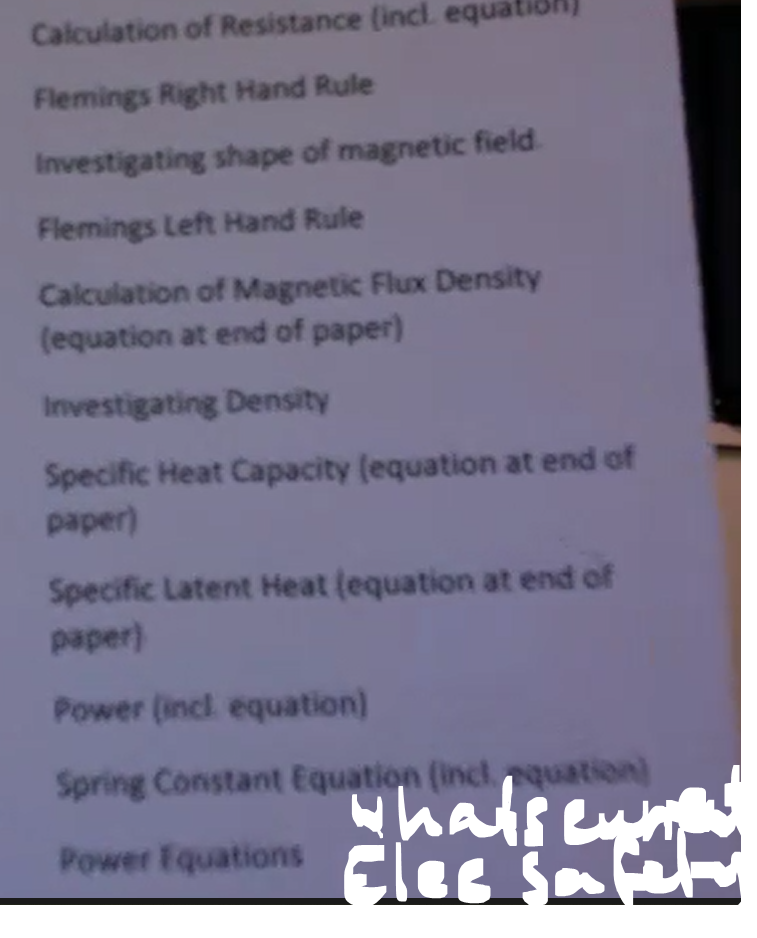 Calculation of Resistance (incl. equation)
Flemings Right Hand Rule
Investigating shape of magnetic field
Flemings Left Hand Rule
Calculation of Magnetic Flux Density
(equation at end of paper)
Investigating Density
Specific Heat Capacity (equation at end of
paper)
Specific Latent Heat (equation at end of
paper)
Power (incl. equation)
Spring Constant Equation (incl. equation)
whats
Power Equations
Elec Safety